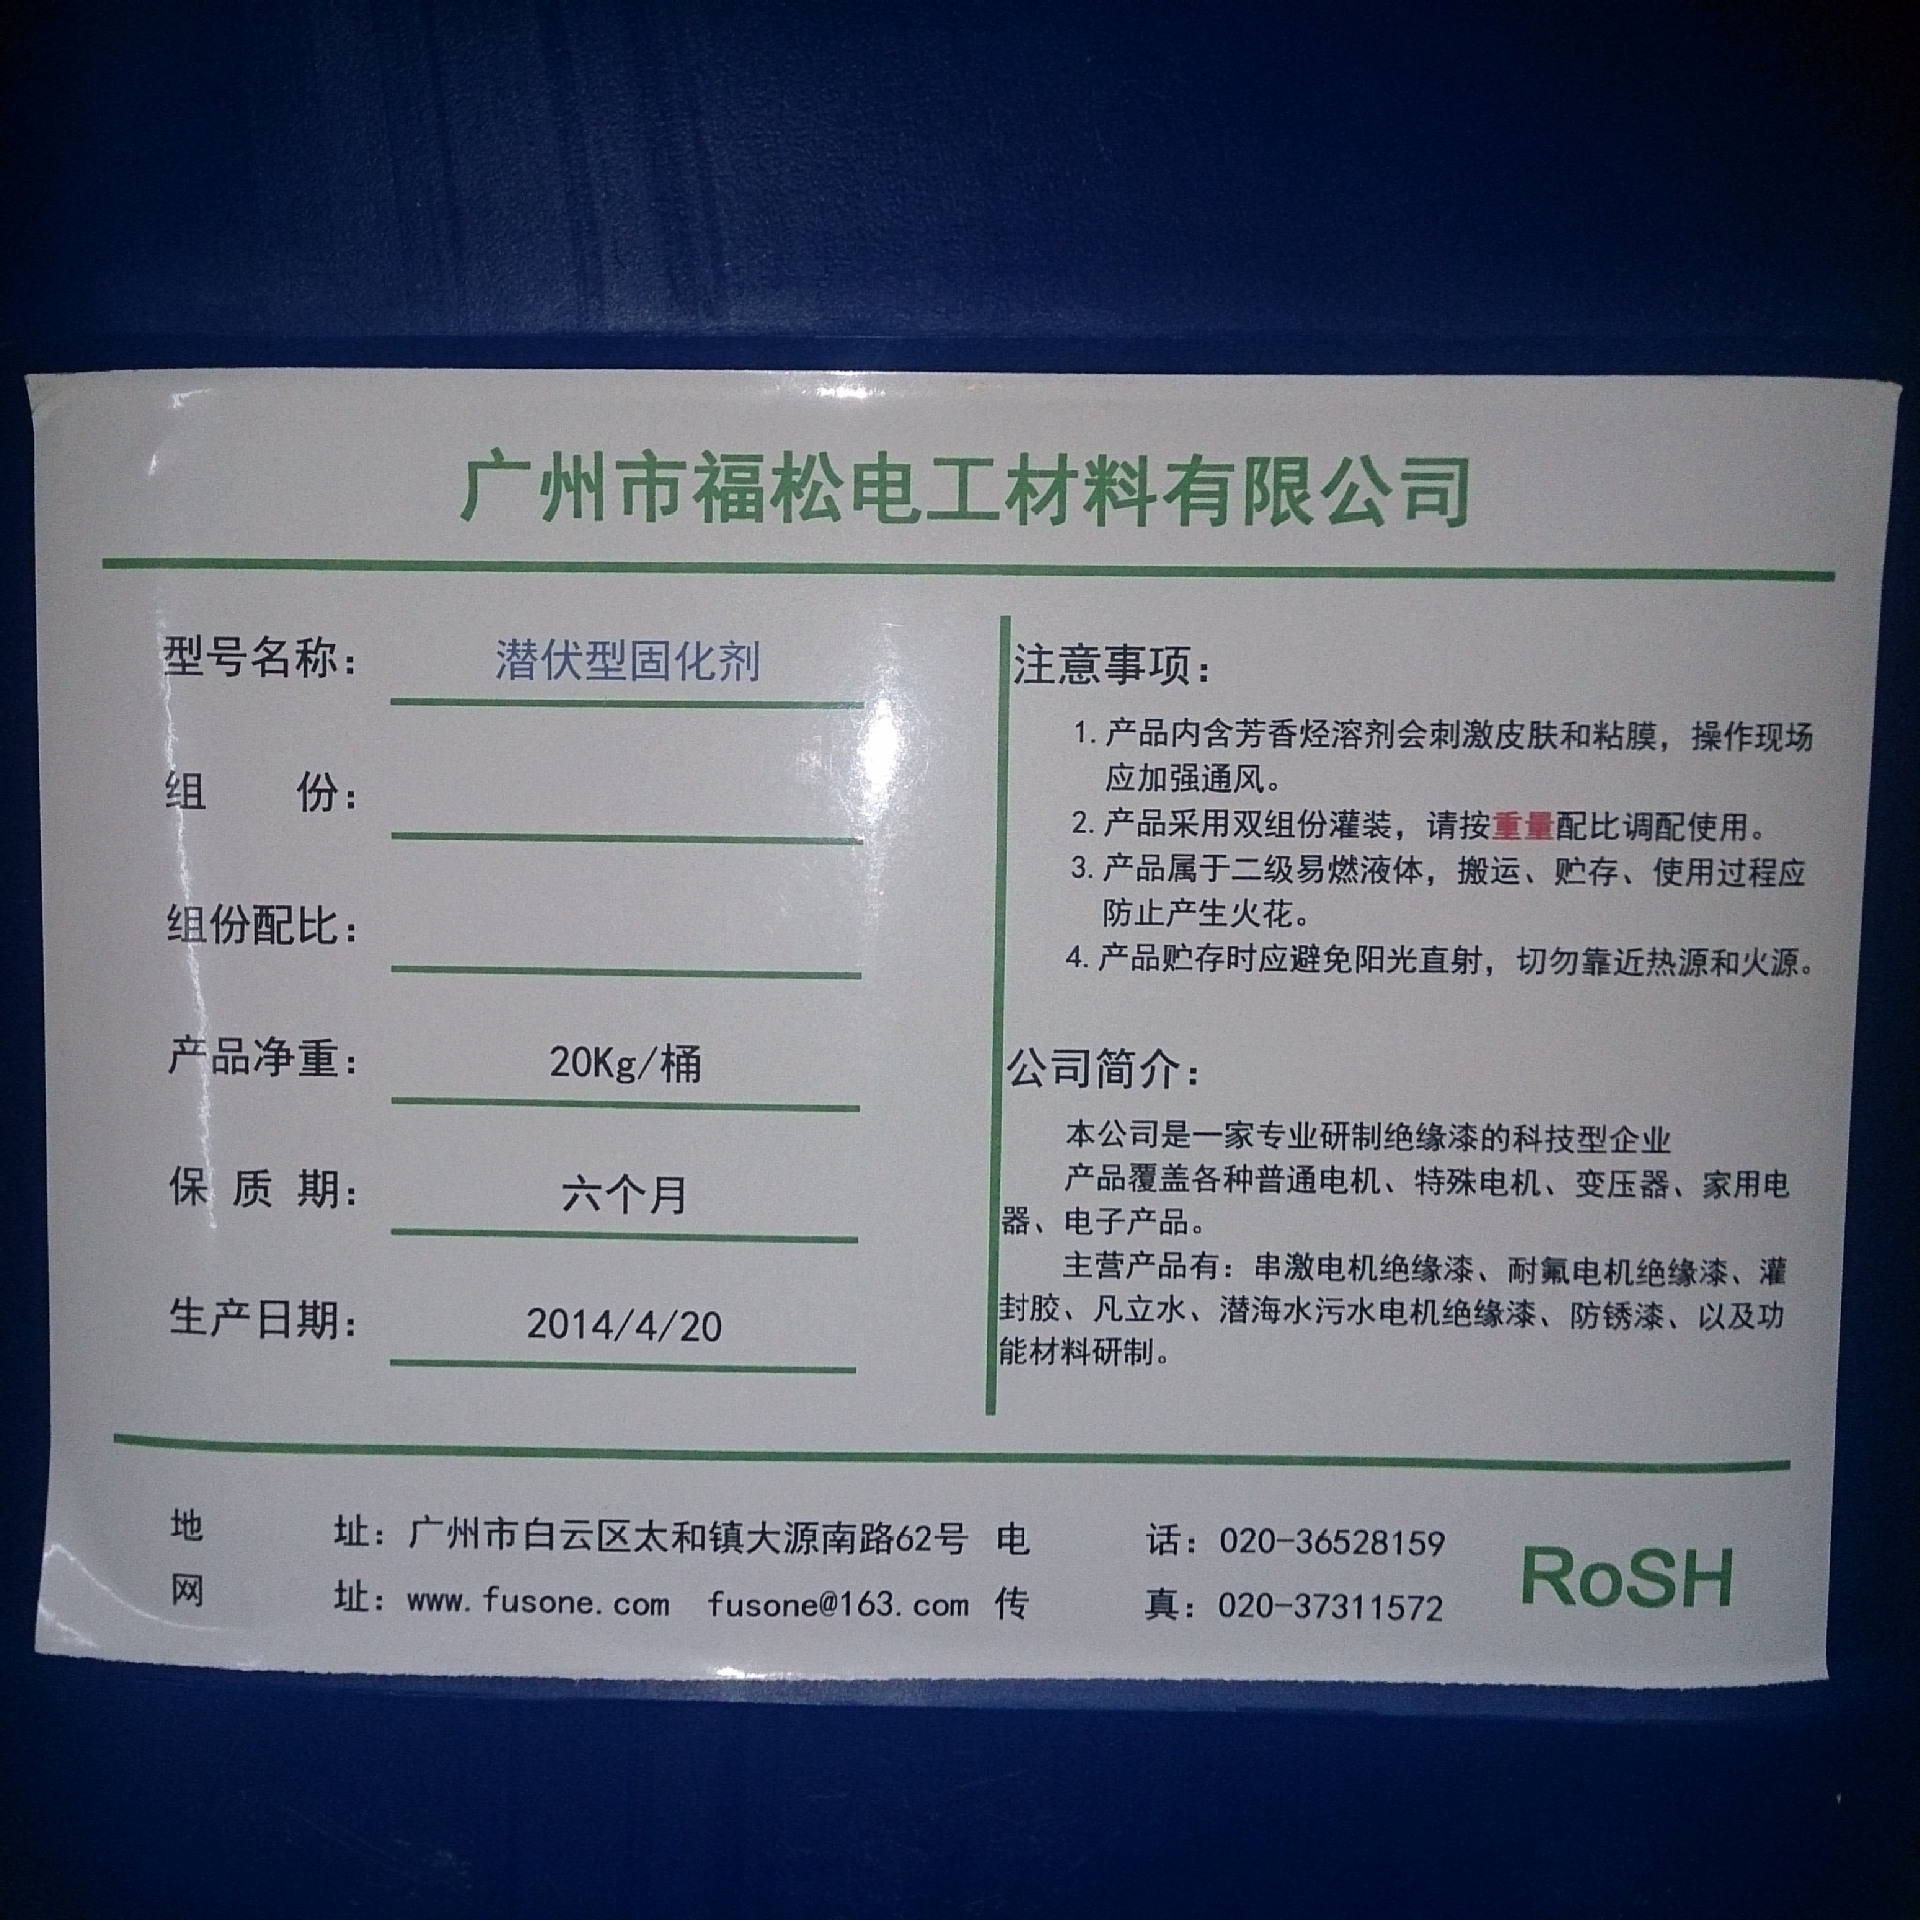 广州市福松电工材料有限公司
型号名称: 潜伏型固化剂
组 份:
组份配比:
产品净重: 20Kg/桶
保 质 期: 六个月
生产日期: 2014/4/20
注意事项:
1. 产品内含芳香烃溶剂会刺激皮肤和粘膜，操作现场
应加强通风。
2. 产品采用双组份灌装，请按重量配比调配使用。
3. 产品属于二级易燃液体，搬运、贮存、使用过程应
防止产生火花。
4. 产品贮存时应避免阳光直射，切勿靠近热源和火源。
公司简介:
本公司是一家专业研制绝缘漆的科技型企业
产品覆盖各种普通电机、特殊电机、变压器、家用电
器、电子产品。
主营产品有: 串激电机绝缘漆、耐氟电机绝缘漆、灌
封胶、凡立水、潜海水污水电机绝缘漆、防锈漆、以及功
能材料研制。
地 址: 广州市白云区太和镇大源南路62号 电 话: 020-36528159
网 址: www.fusone.com fusone@163.com 传 真: 020-37311572
RoSH